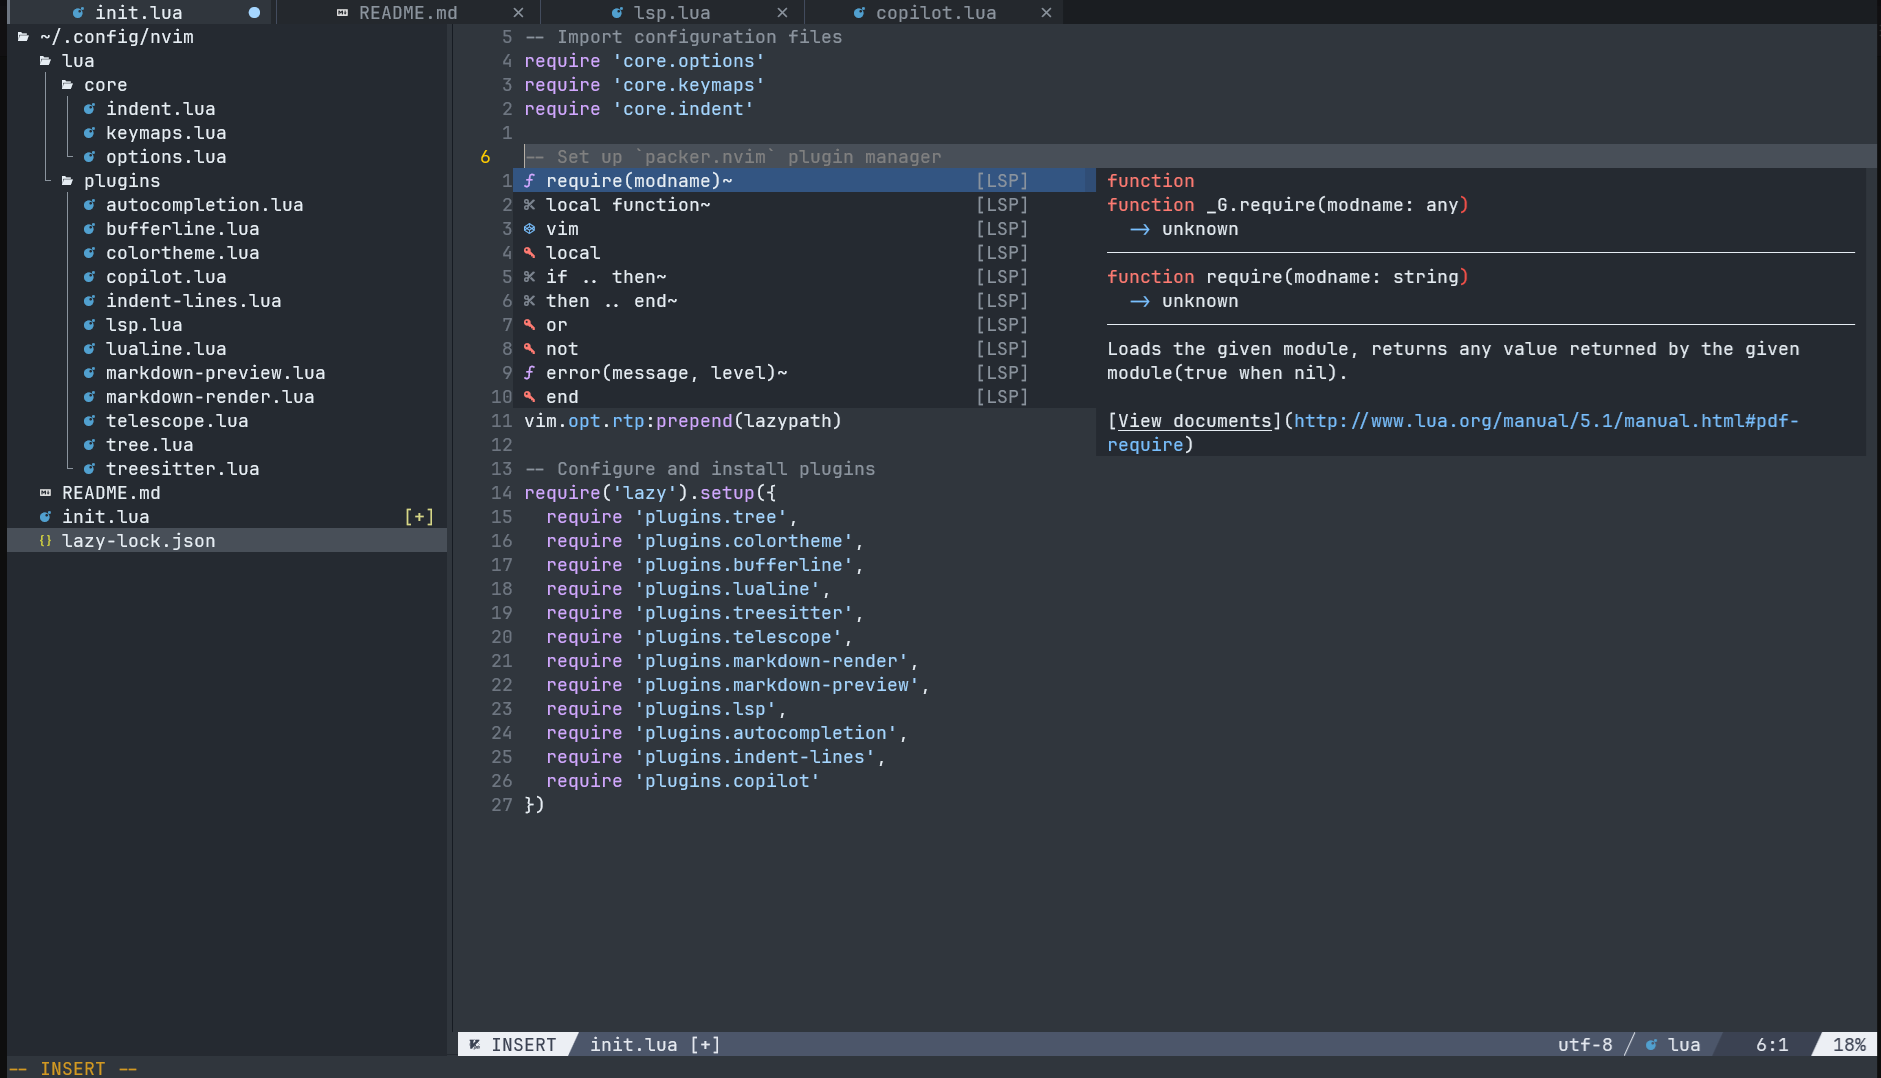 init.lua ● README.md × lsp.lua × copilot.lua ×
~/.config/nvim
lua
core
indent.lua
keymaps.lua
options.lua
plugins
autocompletion.lua
bufferline.lua
colortheme.lua
copilot.lua
indent-lines.lua
lsp.lua
lualine.lua
markdown-preview.lua
markdown-render.lua
telescope.lua
tree.lua
treesitter.lua
README.md
init.lua [+]
{} lazy-lock.json
5 -- Import configuration files
4 require 'core.options'
3 require 'core.keymaps'
2 require 'core.indent'
1
6 -- Set up `packer.nvim` plugin manager
1 require(modname)~ [LSP]
2 local function~ [LSP]
3 vim [LSP]
4 local [LSP]
5 if .. then~ [LSP]
6 then .. end~ [LSP]
7 or [LSP]
8 not [LSP]
9 error(message, level)~ [LSP]
10 end [LSP]
11 vim.opt.rtp:prepend(lazypath)
12
13 -- Configure and install plugins
14 require('lazy').setup({
15 require 'plugins.tree',
16 require 'plugins.colortheme',
17 require 'plugins.bufferline',
18 require 'plugins.lualine',
19 require 'plugins.treesitter',
20 require 'plugins.telescope',
21 require 'plugins.markdown-render',
22 require 'plugins.markdown-preview',
23 require 'plugins.lsp',
24 require 'plugins.autocompletion',
25 require 'plugins.indent-lines',
26 require 'plugins.copilot'
27 })
function
function _G.require(modname: any)
-> unknown
function require(modname: string)
-> unknown
Loads the given module, returns any value returned by the given
module(true when nil).
[View documents](http://www.lua.org/manual/5.1/manual.html#pdf-
require)
INSERT init.lua [+] utf-8 lua 6:1 18%
-- INSERT --